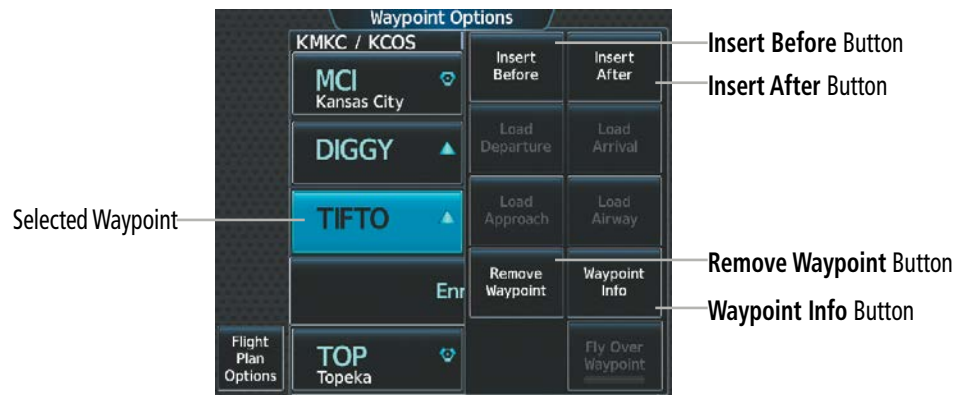 Waypoint Options
KMKC / KCOS
MCI
Kansas City
DIGGY
TIFTO
Enr
TOP
Topeka
Flight
Plan
Options
Insert
Before
Insert
After
Load
Departure
Load
Arrival
Load
Approach
Load
Airway
Remove
Waypoint
Waypoint
Info
Fly Over
Waypoint
Selected Waypoint
Insert Before Button
Insert After Button
Remove Waypoint Button
Waypoint Info Button